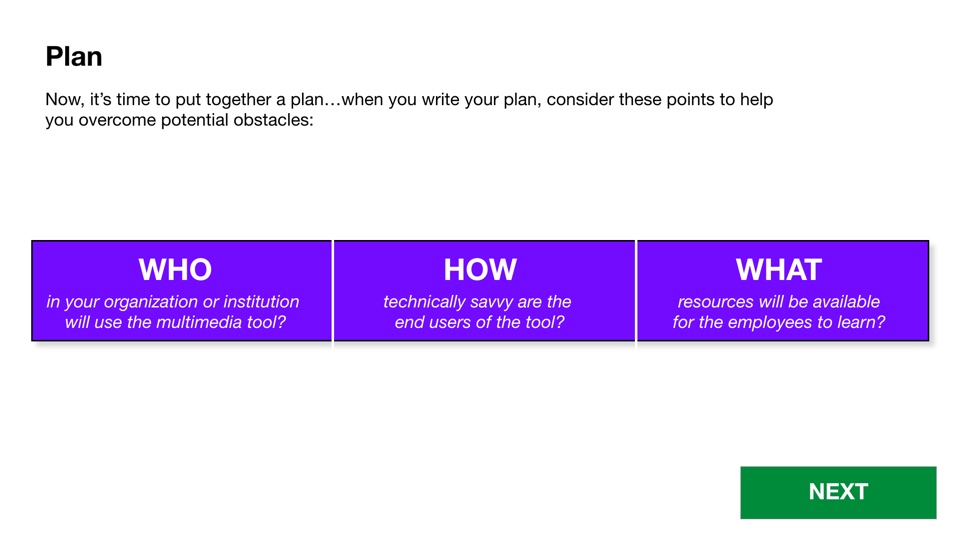 Plan
Now, it’s time to put together a plan…when you write your plan, consider these points to help
you overcome potential obstacles:
WHO
in your organization or institution
will use the multimedia tool?
HOW
technically savvy are the
end users of the tool?
WHAT
resources will be available
for the employees to learn?
NEXT